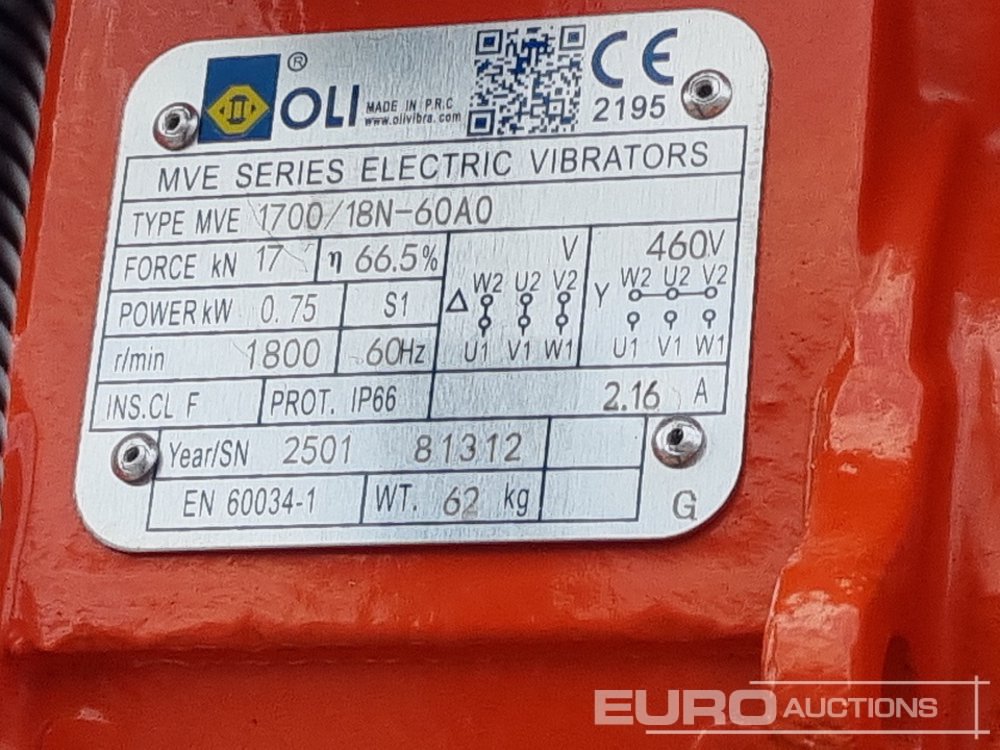 ® OLI MADE IN P.R.C CE
www.olivibra.com 2195
MVE SERIES ELECTRIC VIBRATORS
TYPE MVE 1700/18N-60A0
FORCE kN 17 η 66.5% V 460V
POWER kW 0.75 S1 Δ W2 U2 V2 Y W2 U2 V2
r/min 1800 60Hz U1 V1 W1 U1 V1 W1
INS.CL F PROT. IP66 2.16 A
Year/SN 2501 81312
EN 60034-1 WT. 62 kg G
EURO AUCTIONS